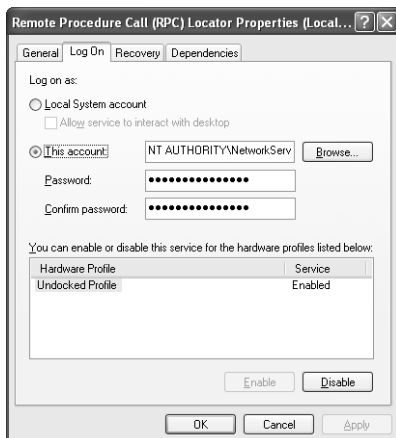 Remote Procedure Call (RPC) Locator Properties (Local...
General Log On Recovery Dependencies
Log on as:
Local System account
Allow service to interact with desktop
This account: NT AUTHORITY\NetworkServ Browse...
Password: •••••••••••••••
Confirm password: •••••••••••••••
You can enable or disable this service for the hardware profiles listed below:
Hardware Profile Service
Undocked Profile Enabled
Enable Disable
OK Cancel Apply